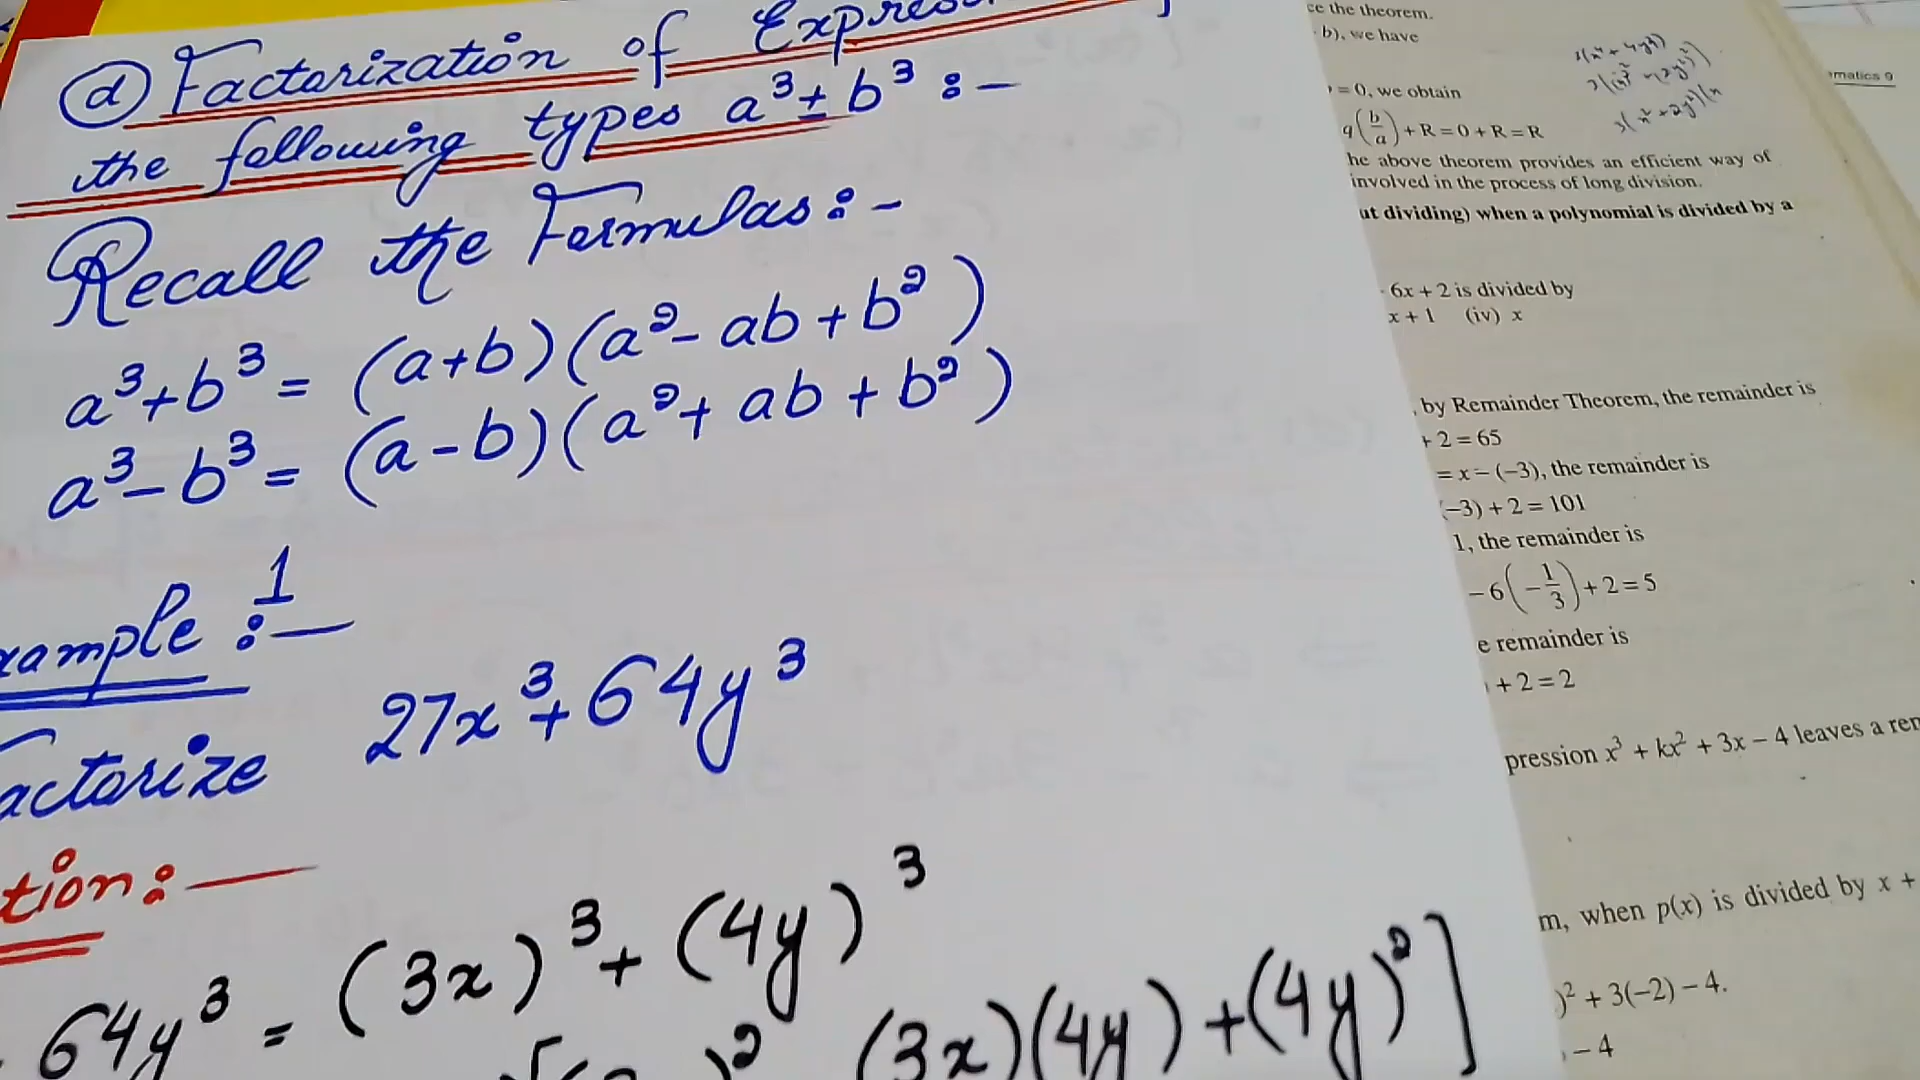 (d) Factorization of
the following types a³ ± b³ :-
Recall the Formulas:-
a³+b³ = (a+b)(a²- ab + b²)
a³-b³ = (a-b)(a²+ ab + b²)
1
:-
27x³+64y³
64y³ = (3x)³+(4y)³
(3x)(4y)+(4y)²]
ce the theorem.
b), we have
= 0, we obtain
q(b/a) + R = 0 + R = R
he above theorem provides an efficient way of
involved in the process of long division.
ut dividing) when a polynomial is divided by a
6x + 2 is divided by
x + 1 (iv) x
, by Remainder Theorem, the remainder is
+ 2 = 65
= x – (–3), the remainder is
(–3) + 2 = 101
1, the remainder is
–6(–1/3) + 2 = 5
e remainder is
+ 2 = 2
pression x³ + kx² + 3x – 4 leaves a
m, when p(x) is divided by x +
)² + 3(–2) – 4.
– 4
matics 9